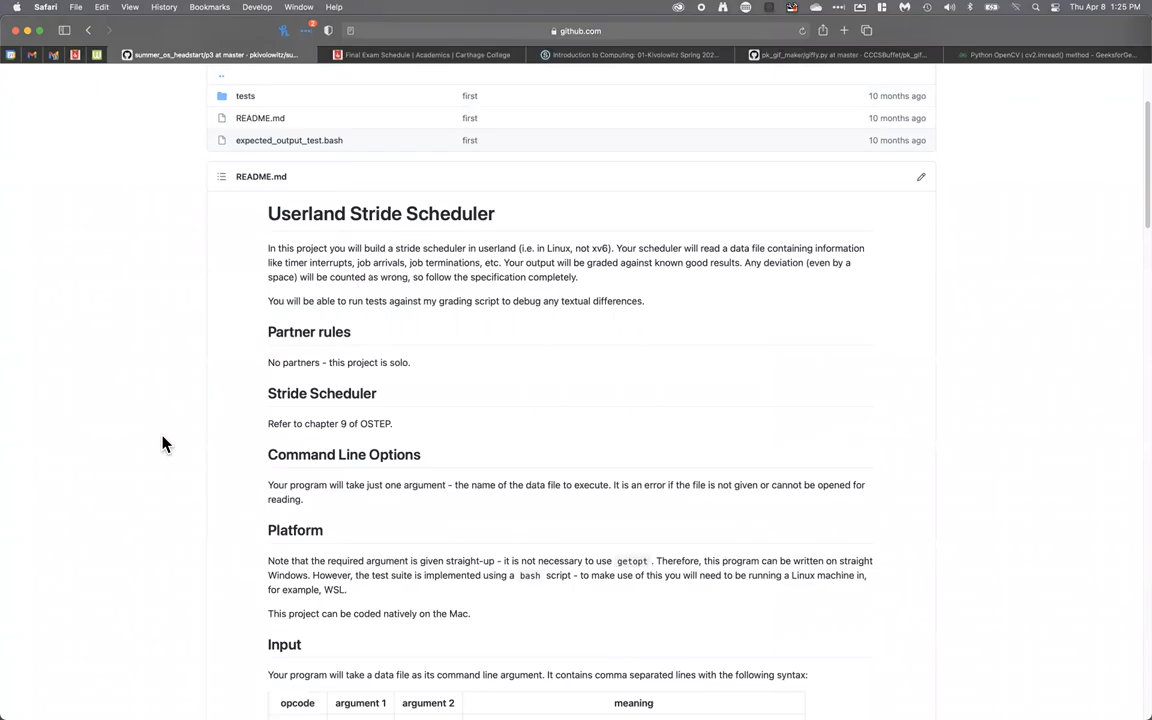 Safari File Edit View History Bookmarks Develop Window Help Thu Apr 8 1:25 PM
2
github.com
summer_os_headstart/p3 at master · pkivolowitz/su... Final Exam Schedule | Academics | Carthage College Introduction to Computing: 01-Kivolowitz Spring 202... pk_gif_maker/giffy.py at master · CCCSBuffet/pk_gif... Python OpenCV | cv2.imread() method - GeeksforGe...
..
tests first 10 months ago
README.md first 10 months ago
expected_output_test.bash first 10 months ago
README.md
Userland Stride Scheduler
In this project you will build a stride scheduler in userland (i.e. in Linux, not xv6). Your scheduler will read a data file containing information
like timer interrupts, job arrivals, job terminations, etc. Your output will be graded against known good results. Any deviation (even by a
space) will be counted as wrong, so follow the specification completely.
You will be able to run tests against my grading script to debug any textual differences.
Partner rules
No partners - this project is solo.
Stride Scheduler
Refer to chapter 9 of OSTEP.
Command Line Options
Your program will take just one argument - the name of the data file to execute. It is an error if the file is not given or cannot be opened for
reading.
Platform
Note that the required argument is given straight-up - it is not necessary to use getopt . Therefore, this program can be written on straight
Windows. However, the test suite is implemented using a bash script - to make use of this you will need to be running a Linux machine in,
for example, WSL.
This project can be coded natively on the Mac.
Input
Your program will take a data file as its command line argument. It contains comma separated lines with the following syntax:
opcode argument 1 argument 2 meaning